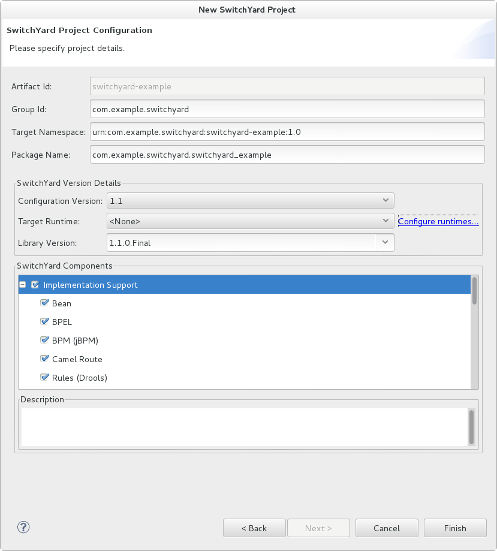 New SwitchYard Project
SwitchYard Project Configuration
Please specify project details.
Artifact Id: switchyard-example
Group Id: com.example.switchyard
Target Namespace: urn:com.example.switchyard:switchyard-example:1.0
Package Name: com.example.switchyard.switchyard_example
SwitchYard Version Details
Configuration Version: 1.1
Target Runtime: <None> Configure runtimes...
Library Version: 1.1.0.Final
SwitchYard Components
Implementation Support
Bean
BPEL
BPM (jBPM)
Camel Route
Rules (Drools)
Description
? < Back Next > Cancel Finish